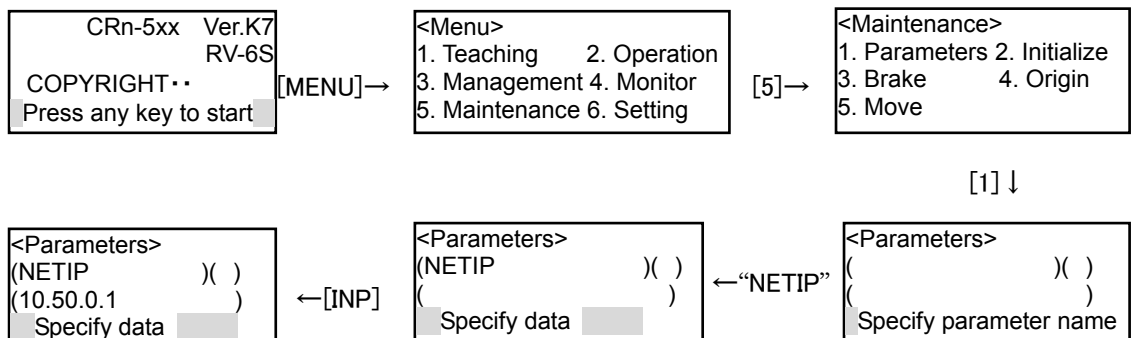 CRn-5xx Ver.K7
RV-6S
COPYRIGHT・・
Press any key to start
[MENU]→
<Menu>
1. Teaching 2. Operation
3. Management 4. Monitor
5. Maintenance 6. Setting
[5]→
<Maintenance>
1. Parameters 2. Initialize
3. Brake 4. Origin
5. Move
[1]↓
<Parameters>
( )( )
( )
Specify parameter name
←“NETIP”
<Parameters>
(NETIP )( )
( )
Specify data
←[INP]
<Parameters>
(NETIP )( )
(10.50.0.1 )
Specify data